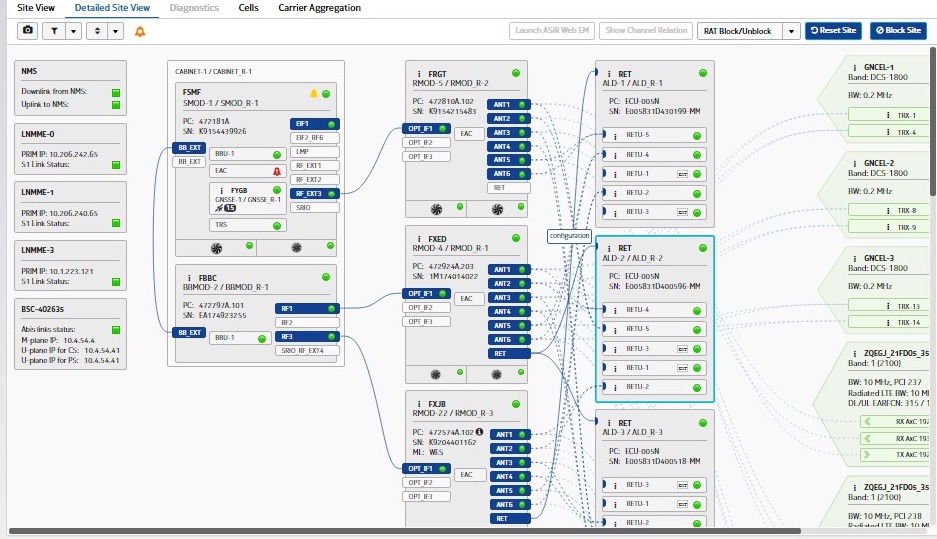 Site View
Detailed Site View
Diagnostics
Cells
Carrier Aggregation
Launch ASiR Web EM
Show Channel Relation
RAT Block/Unblock
Reset Site
Block Site
NMS
Downlink from NMS:
Uplink to NMS:
LNMME-0
PRIM IP: 10.206.242.65
S1 Link Status:
LNMME-1
PRIM IP: 10.206.240.65
S1 Link Status:
LNMME-3
PRIM IP: 10.1.223.121
S1 Link Status:
BSC-402635
Abis links status:
M-plane IP: 10.4.54.4
U-plane IP for CS: 10.4.54.41
U-plane IP for PS: 10.4.54.41
CABINET-1 / CABINET_R-1
FSMF
SMOD-1 / SMOD_R-1
PC: 472181A
SN: K9154439926
BB_EXT
BB_EXT
BBU-1
EAC
FYGB
GNSSE-1 / GNSSE_R-1
15
TRS
EIF1
EIF2_RF6
LMP
RF_EXT1
RF_EXT2
RF_EXT3
SRIO
FBBC
BBMOD-2 / BBMOD_R-1
PC: 472797A.101
SN: EA174923255
BB_EXT
BBU-1
RF1
RF2
RF3
SRIO_RF_EXT4
FRGT
RMOD-5 / RMOD_R-2
PC: 472810A.102
SN: K9154215483
OPT_IF1
OPT_IF2
OPT_IF3
EAC
ANT1
ANT2
ANT3
ANT4
ANT5
ANT6
RET
FXED
RMOD-4 / RMOD_R-1
PC: 472924A.203
SN: 1M174014022
OPT_IF1
OPT_IF2
OPT_IF3
EAC
ANT1
ANT2
ANT3
ANT4
ANT5
ANT6
RET
FXJB
RMOD-22 / RMOD_R-3
PC: 472574A.102
SN: K9204401162
ML: WES
OPT_IF1
OPT_IF2
OPT_IF3
EAC
ANT1
ANT2
ANT3
ANT4
ANT5
ANT6
RET
configuration
RET
ALD-1 / ALD_R-1
PC: ECU-005N
SN: E005831D430199-MM
RETU-5
RETU-4
RETU-1 EXT
RETU-2
RETU-3 EXT
RET
ALD-2 / ALD_R-2
PC: ECU-005N
SN: E005831D400596-MM
RETU-4
RETU-5
RETU-3 EXT
RETU-1 EXT
RETU-2
RET
ALD-3 / ALD_R-3
PC: ECU-005N
SN: E005831D400518-MM
RETU-3 EXT
RETU-1 EXT
RETU-2
GNCEL-1
Band: DCS-1800
BW: 0.2 MHz
TRX-1
TRX-4
GNCEL-2
Band: DCS-1800
BW: 0.2 MHz
TRX-8
TRX-9
GNCEL-3
Band: DCS-1800
BW: 0.2 MHz
TRX-13
TRX-14
ZQEGJ_21FD05_35
Band: 1 (2100)
BW: 10 MHz, PCI 237
Radiated LTE BW: 10 M
DL/UL EARFCN: 315 / 1
RX AxC 192
RX AxC 192
TX AxC 192
ZQEGJ_21FD05_35
Band: 1 (2100)
BW: 10 MHz, PCI 238
Radiated LTE BW: 10 M